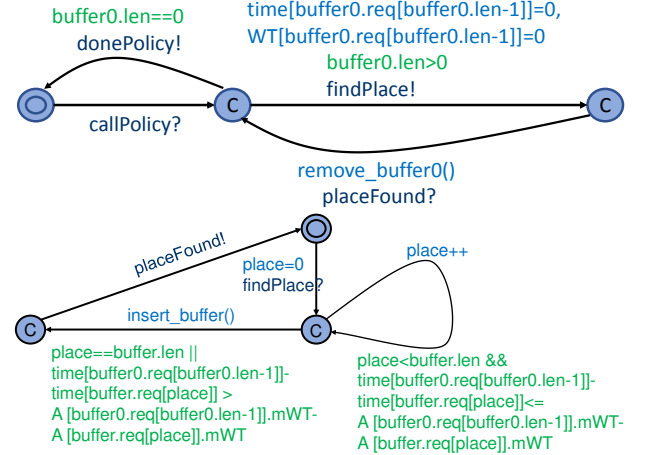 buffer0.len==0
donePolicy!
time[buffer0.req[buffer0.len-1]]=0,
WT[buffer0.req[buffer0.len-1]]=0
buffer0.len>0
findPlace!
C
C
callPolicy?
remove_buffer0()
placeFound?
placeFound!
place=0
findPlace?
place++
insert_buffer()
C
C
place==buffer.len ||
time[buffer0.req[buffer0.len-1]]-
time[buffer.req[place]] >
A [buffer0.req[buffer0.len-1]].mWT-
A [buffer.req[place]].mWT
place<buffer.len &&
time[buffer0.req[buffer0.len-1]]-
time[buffer.req[place]]<=
A [buffer0.req[buffer0.len-1]].mWT-
A [buffer.req[place]].mWT